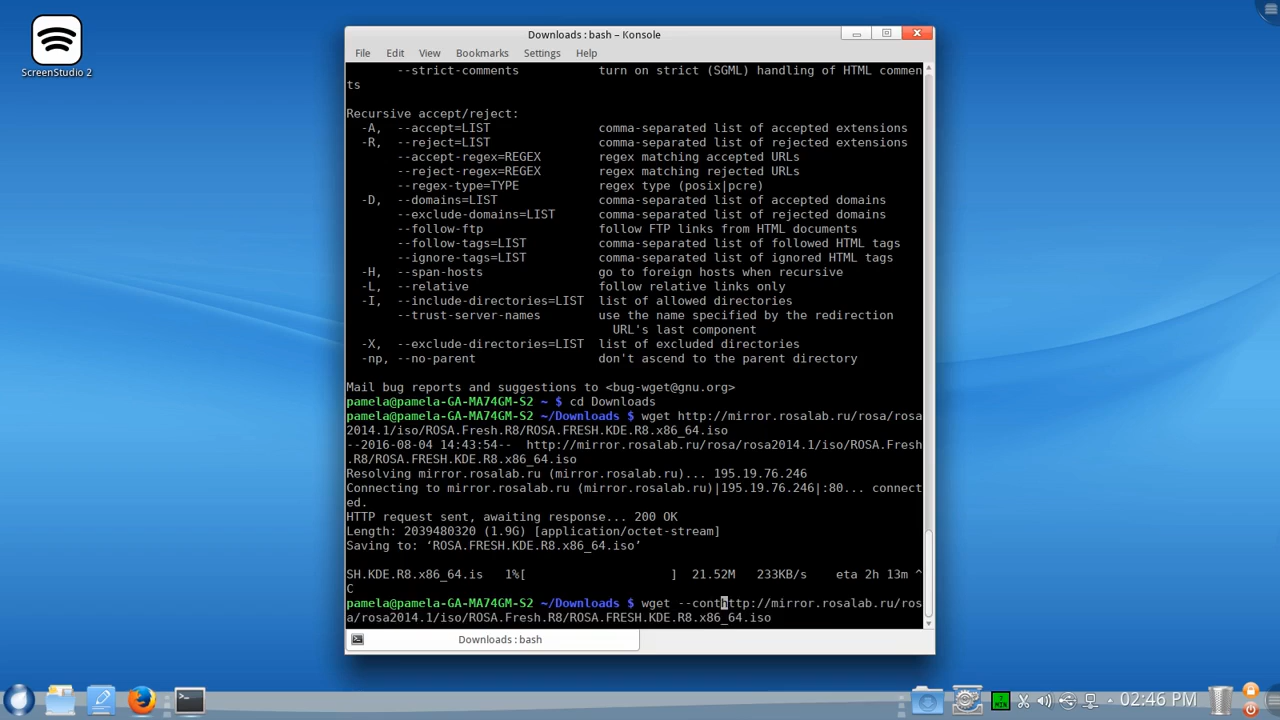 ScreenStudio 2
Downloads : bash – Konsole
File Edit View Bookmarks Settings Help
--strict-comments turn on strict (SGML) handling of HTML commen
ts
Recursive accept/reject:
-A, --accept=LIST comma-separated list of accepted extensions
-R, --reject=LIST comma-separated list of rejected extensions
--accept-regex=REGEX regex matching accepted URLs
--reject-regex=REGEX regex matching rejected URLs
--regex-type=TYPE regex type (posix|pcre)
-D, --domains=LIST comma-separated list of accepted domains
--exclude-domains=LIST comma-separated list of rejected domains
--follow-ftp follow FTP links from HTML documents
--follow-tags=LIST comma-separated list of followed HTML tags
--ignore-tags=LIST comma-separated list of ignored HTML tags
-H, --span-hosts go to foreign hosts when recursive
-L, --relative follow relative links only
-I, --include-directories=LIST list of allowed directories
--trust-server-names use the name specified by the redirection
URL's last component
-X, --exclude-directories=LIST list of excluded directories
-np, --no-parent don't ascend to the parent directory
Mail bug reports and suggestions to <bug-wget@gnu.org>
pamela@pamela-GA-MA74GM-S2 ~ $ cd Downloads
pamela@pamela-GA-MA74GM-S2 ~/Downloads $ wget http://mirror.rosalab.ru/rosa/rosa
2014.1/iso/ROSA.Fresh.R8/ROSA.FRESH.KDE.R8.x86_64.iso
--2016-08-04 14:43:54-- http://mirror.rosalab.ru/rosa/rosa2014.1/iso/ROSA.Fresh
.R8/ROSA.FRESH.KDE.R8.x86_64.iso
Resolving mirror.rosalab.ru (mirror.rosalab.ru)... 195.19.76.246
Connecting to mirror.rosalab.ru (mirror.rosalab.ru)|195.19.76.246|:80... connect
ed.
HTTP request sent, awaiting response... 200 OK
Length: 2039480320 (1.9G) [application/octet-stream]
Saving to: ‘ROSA.FRESH.KDE.R8.x86_64.iso’
SH.KDE.R8.x86_64.is 1%[ ] 21.52M 233KB/s eta 2h 13m ^
C
pamela@pamela-GA-MA74GM-S2 ~/Downloads $ wget --conthttp://mirror.rosalab.ru/ros
a/rosa2014.1/iso/ROSA.Fresh.R8/ROSA.FRESH.KDE.R8.x86_64.iso
Downloads : bash
? MIN 02:46 PM